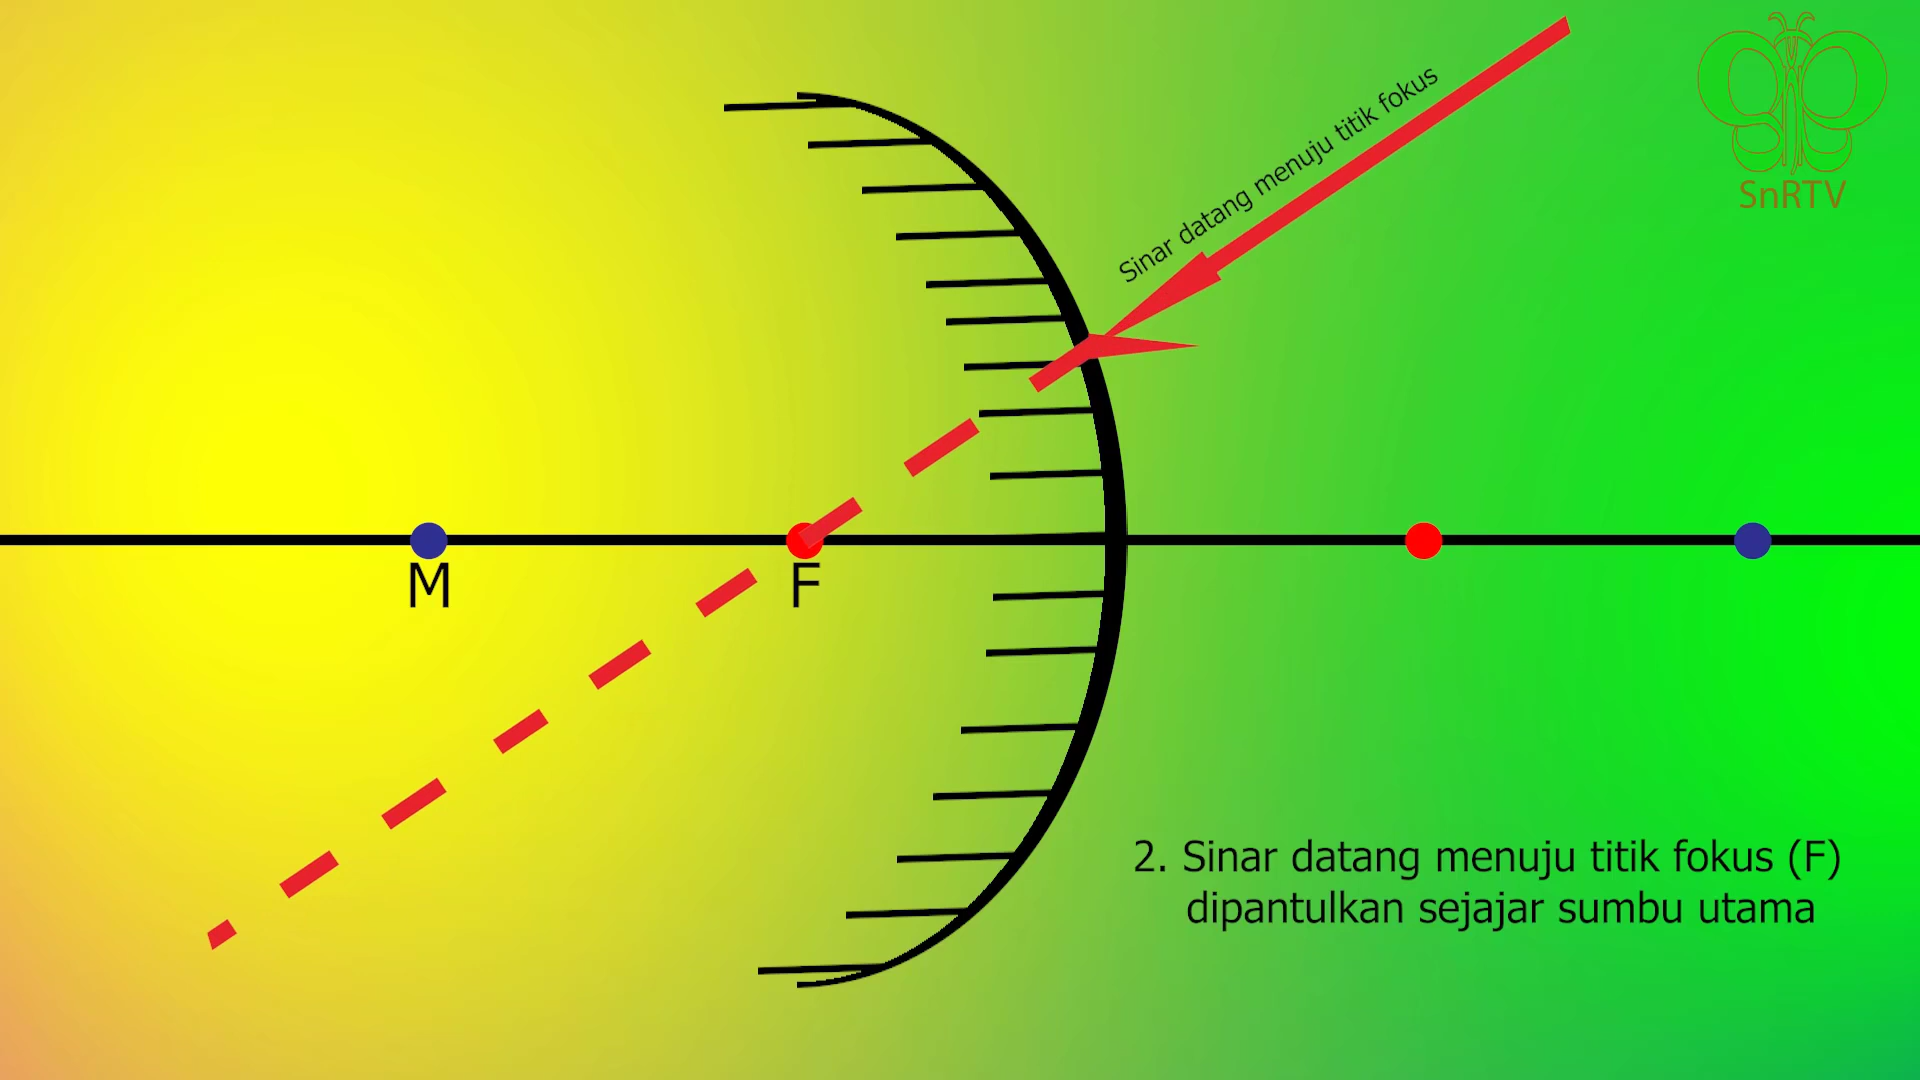 SnRTV
Sinar datang menuju titik fokus
M
F
2. Sinar datang menuju titik fokus (F)
dipantulkan sejajar sumbu utama